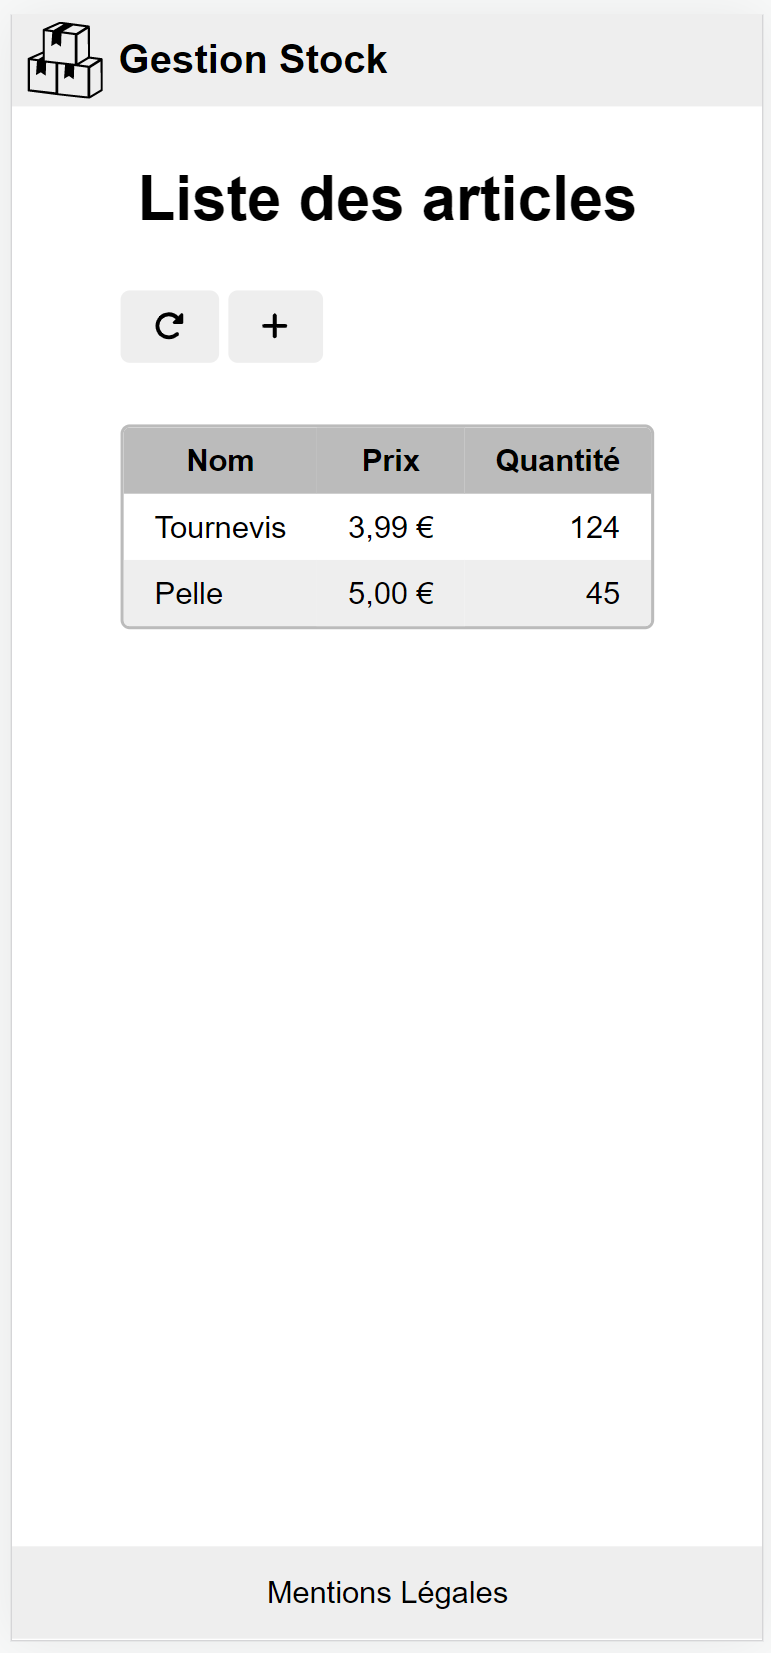 Gestion Stock
Liste des articles
Nom Prix Quantité
Tournevis 3,99 € 124
Pelle 5,00 € 45
Mentions Légales